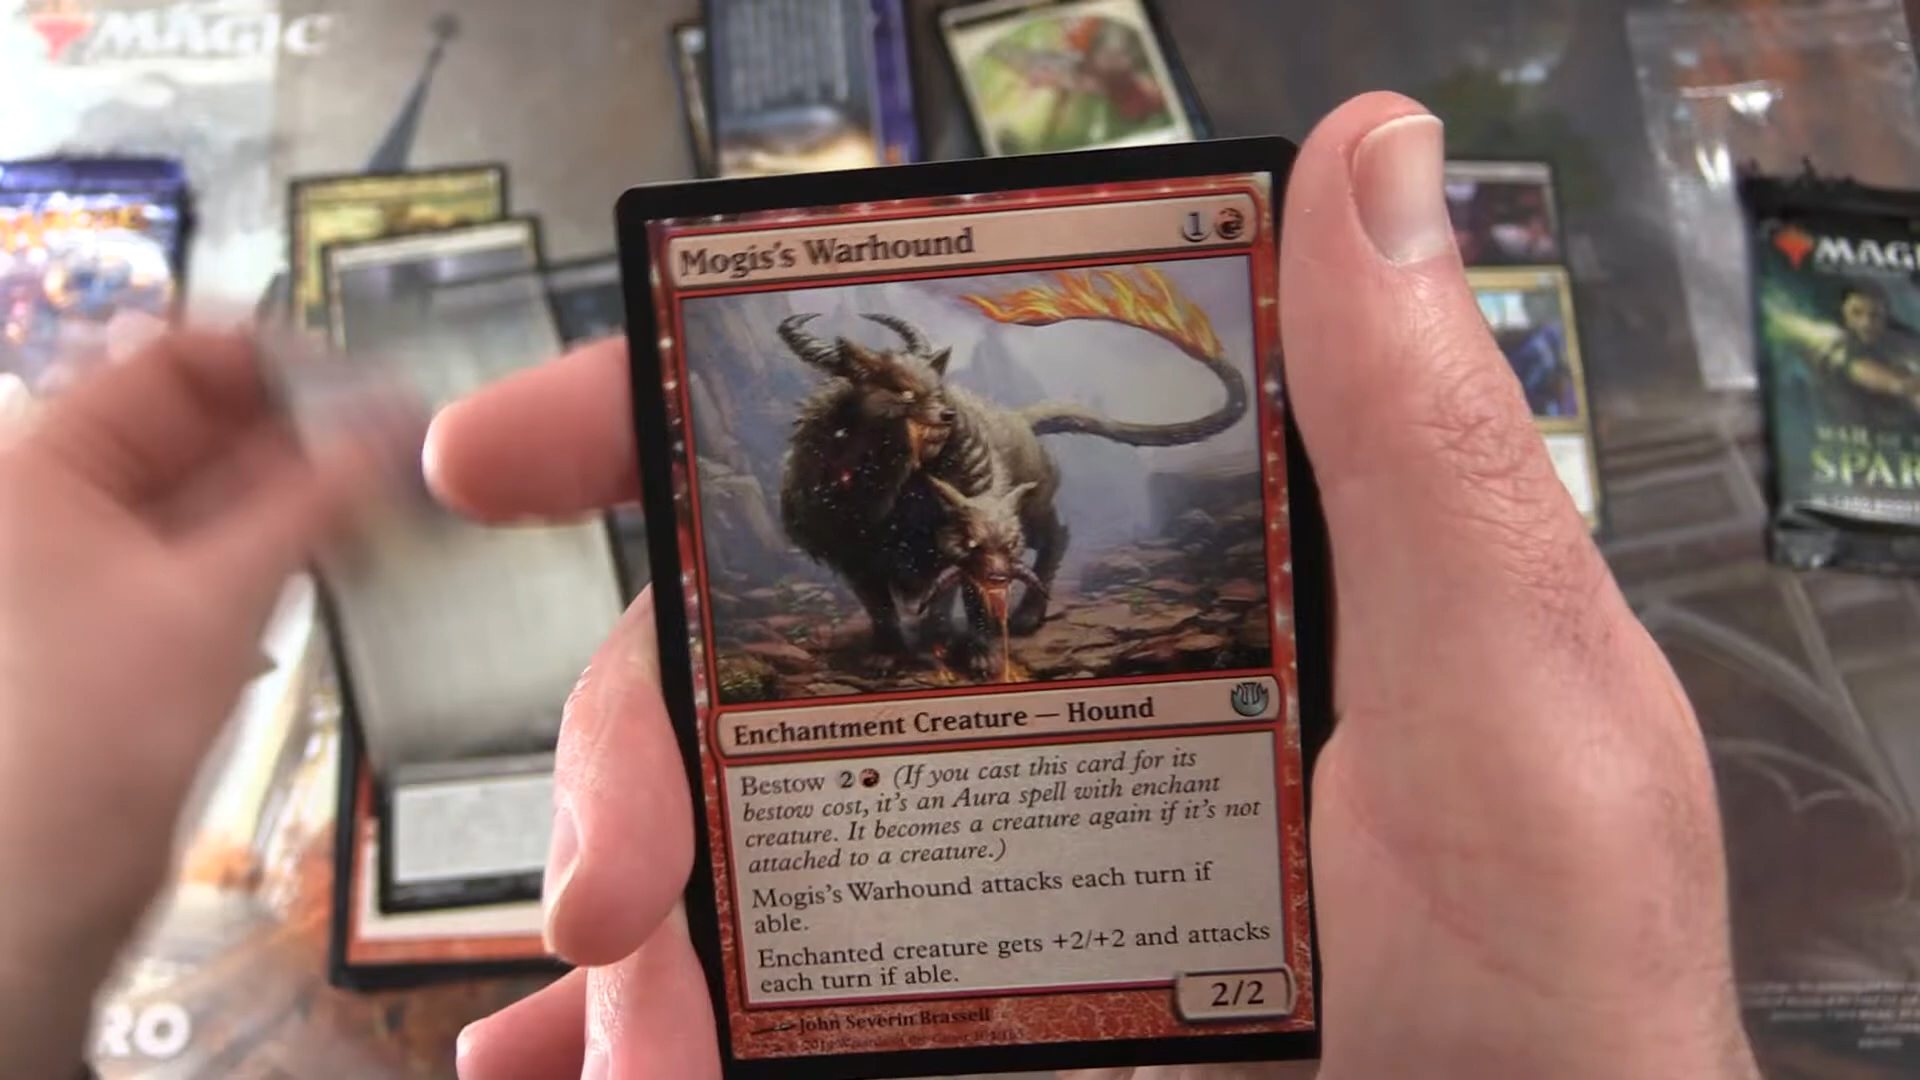 MAGIC
Mogis's Warhound
1
Enchantment Creature — Hound
Bestow 2 (If you cast this card for its
bestow cost, it's an Aura spell with enchant
creature. It becomes a creature again if it's not
attached to a creature.)
Mogis's Warhound attacks each turn if
able.
Enchanted creature gets +2/+2 and attacks
each turn if able.
2/2
John Severin Brassell
MAGI
WAR
SPAR
RO